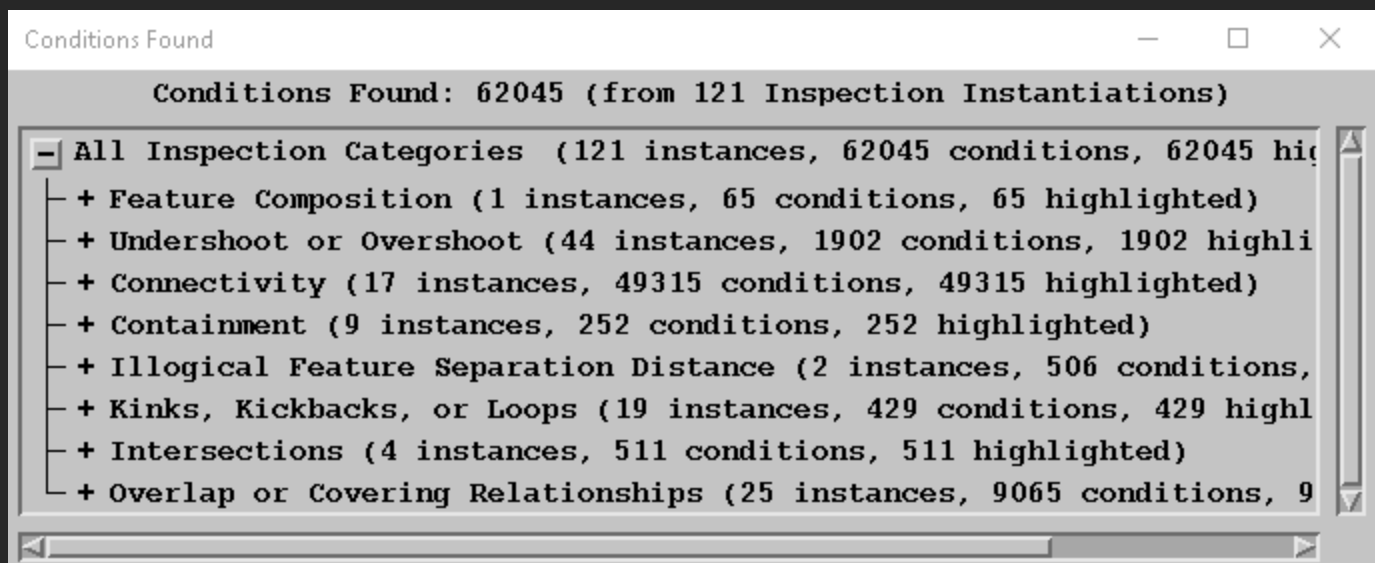 Conditions Found
Conditions Found: 62045 (from 121 Inspection Instantiations)
All Inspection Categories (121 instances, 62045 conditions, 62045
+ Feature Composition (1 instances, 65 conditions, 65 highlighted)
+ Undershoot or Overshoot (44 instances, 1902 conditions, 1902 highli
+ Connectivity (17 instances, 49315 conditions, 49315 highlighted)
+ Containment (9 instances, 252 conditions, 252 highlighted)
+ Illogical Feature Separation Distance (2 instances, 506 conditions,
+ Kinks, Kickbacks, or Loops (19 instances, 429 conditions, 429 highl
+ Intersections (4 instances, 511 conditions, 511 highlighted)
+ Overlap or Covering Relationships (25 instances, 9065 conditions, 9